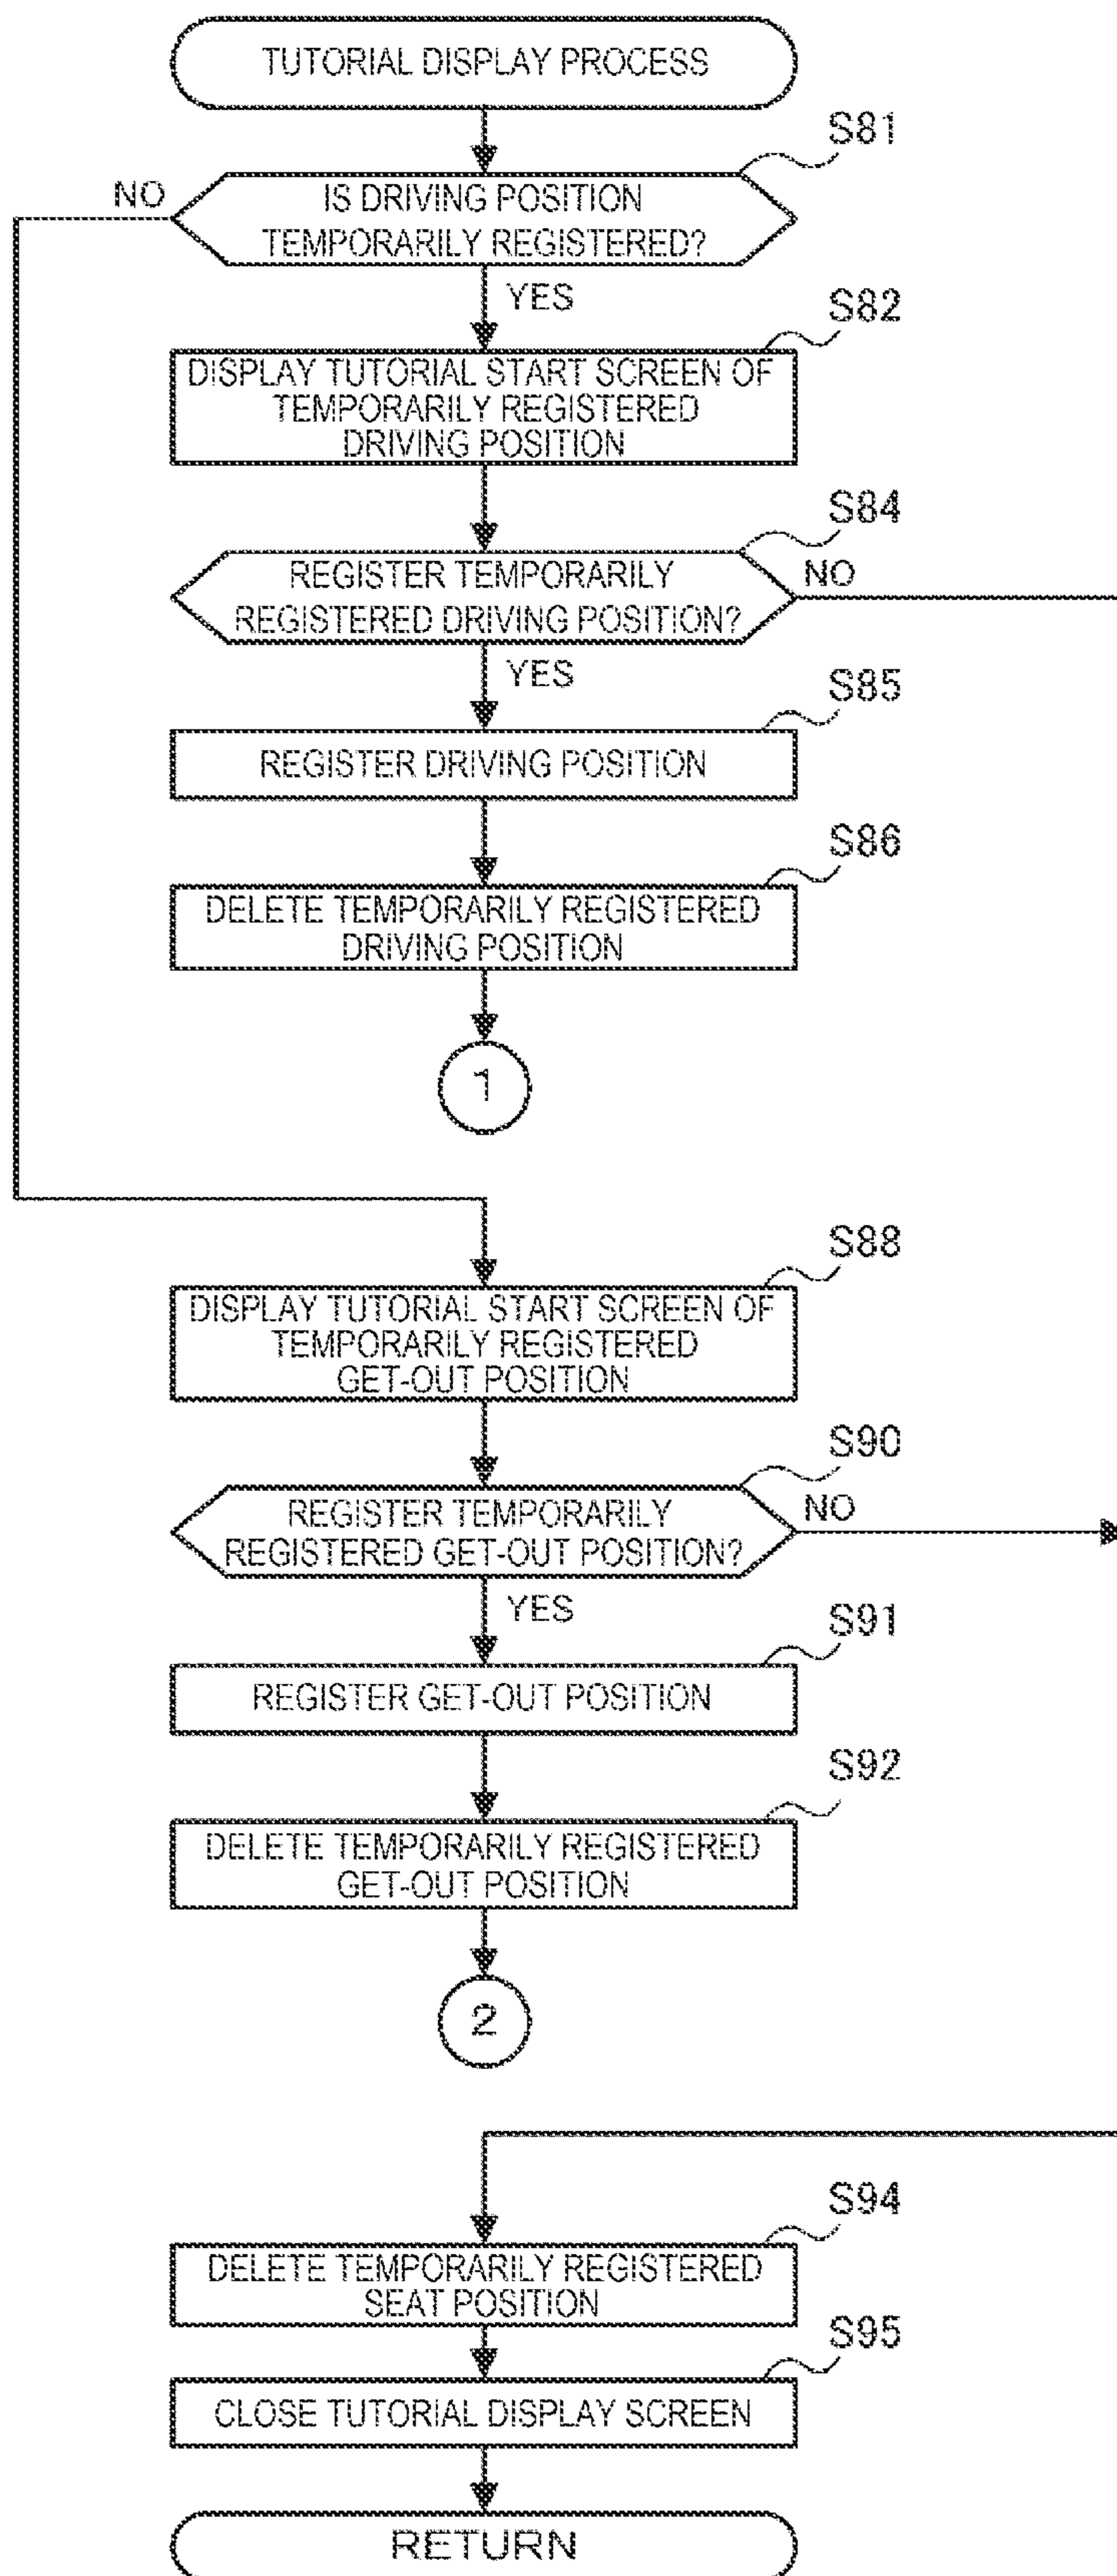 TUTORIAL DISPLAY PROCESS
S81
NO
IS DRIVING POSITION
TEMPORARILY REGISTERED?
YES
S82
DISPLAY TUTORIAL START SCREEN OF
TEMPORARILY REGISTERED
DRIVING POSITION
S84
REGISTER TEMPORARILY
REGISTERED DRIVING POSITION?
NO
YES
S85
REGISTER DRIVING POSITION
S86
DELETE TEMPORARILY REGISTERED
DRIVING POSITION
1
S88
DISPLAY TUTORIAL START SCREEN OF
TEMPORARILY REGISTERED
GET-OUT POSITION
S90
REGISTER TEMPORARILY
REGISTERED GET-OUT POSITION?
NO
YES
S91
REGISTER GET-OUT POSITION
S92
DELETE TEMPORARILY REGISTERED
GET-OUT POSITION
2
S94
DELETE TEMPORARILY REGISTERED
SEAT POSITION
S95
CLOSE TUTORIAL DISPLAY SCREEN
RETURN